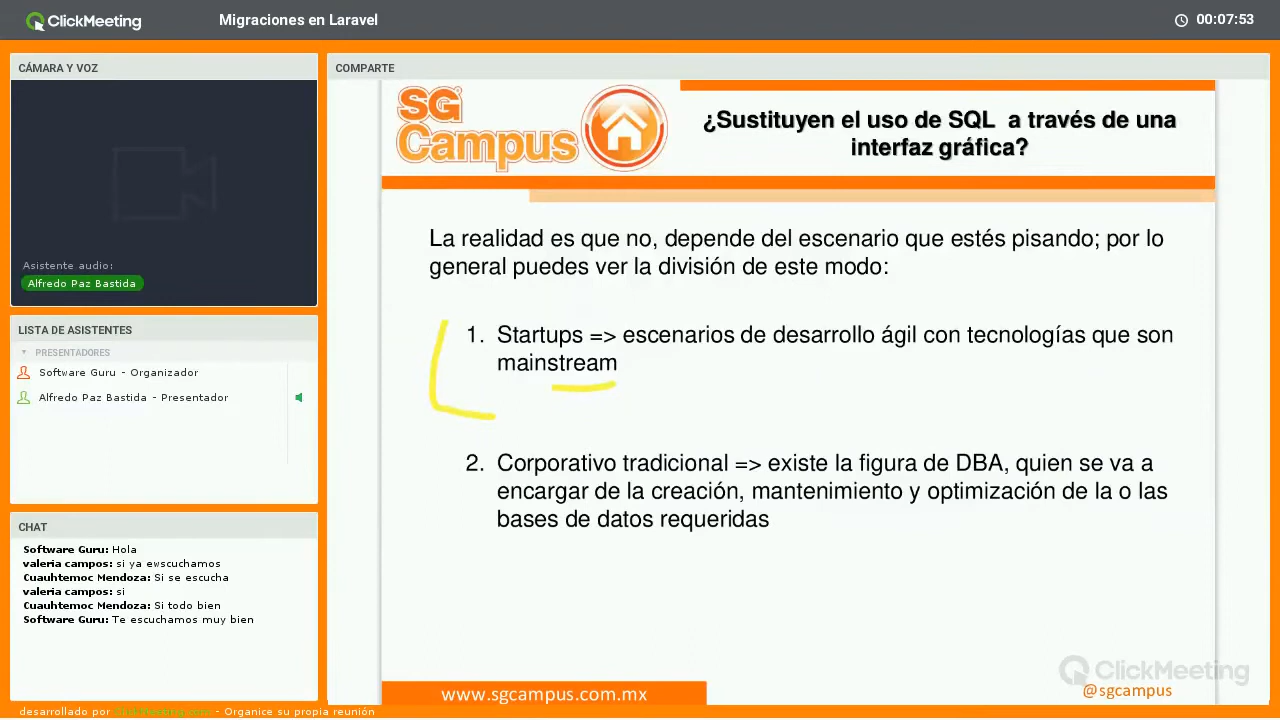 ClickMeeting
Migraciones en Laravel
00:07:53
CÁMARA Y VOZ
Asistente audio:
Alfredo Paz Bastida
LISTA DE ASISTENTES
PRESENTADORES
Software Guru - Organizador
Alfredo Paz Bastida - Presentador
CHAT
Software Guru: Hola
valeria campos: si ya ewscuchamos
Cuauhtemoc Mendoza: Si se escucha
valeria campos: si
Cuauhtemoc Mendoza: Si todo bien
Software Guru: Te escuchamos muy bien
COMPARTE
SG
Campus
¿Sustituyen el uso de SQL a través de una
interfaz gráfica?
La realidad es que no, depende del escenario que estés pisando; por lo
general puedes ver la división de este modo:
1. Startups => escenarios de desarrollo ágil con tecnologías que son
mainstream
2. Corporativo tradicional => existe la figura de DBA, quien se va a
encargar de la creación, mantenimiento y optimización de la o las
bases de datos requeridas
www.sgcampus.com.mx
ClickMeeting
@sgcampus
desarrollado por ClickMeeting.com - Organice su propia reunión